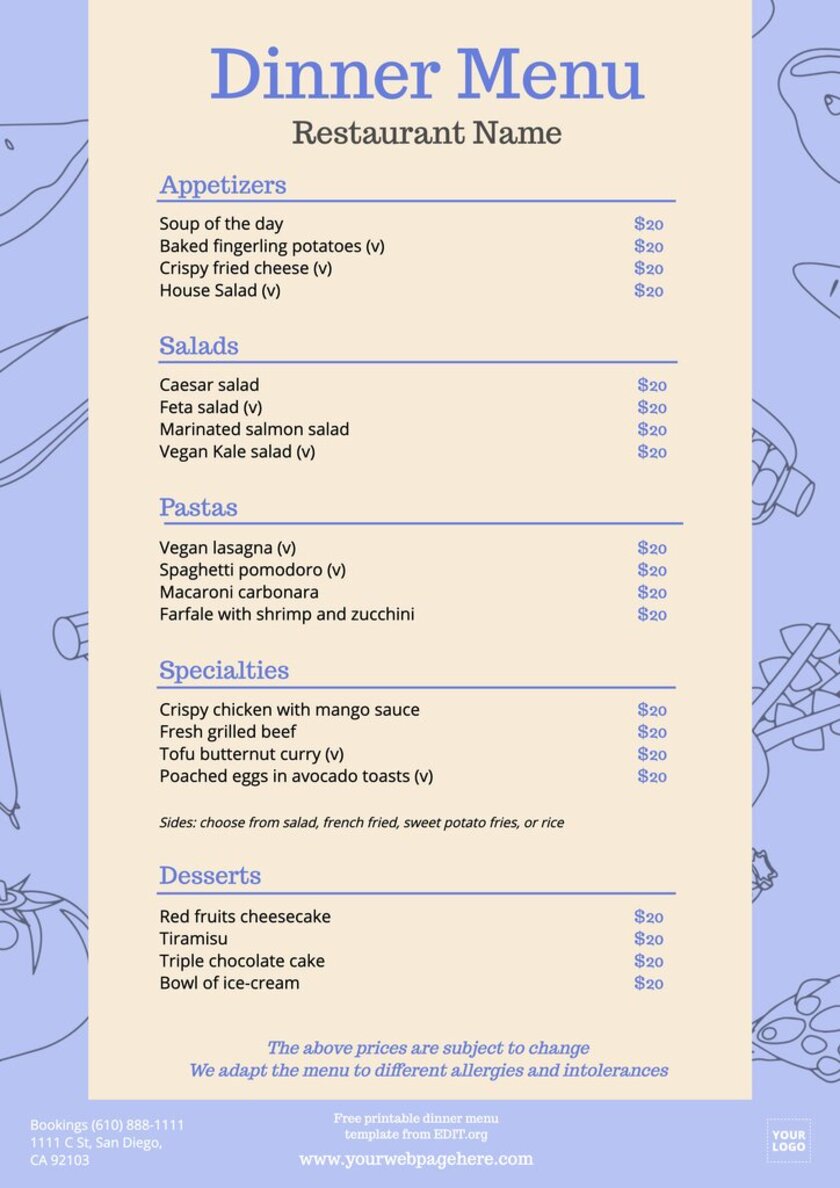 Dinner Menu
Restaurant Name
Appetizers
Soup of the day $20
Baked fingerling potatoes (v) $20
Crispy fried cheese (v) $20
House Salad (v) $20
Salads
Caesar salad $20
Feta salad (v) $20
Marinated salmon salad $20
Vegan Kale salad (v) $20
Pastas
Vegan lasagna (v) $20
Spaghetti pomodoro (v) $20
Macaroni carbonara $20
Farfale with shrimp and zucchini $20
Specialties
Crispy chicken with mango sauce $20
Fresh grilled beef $20
Tofu butternut curry (v) $20
Poached eggs in avocado toasts (v) $20
Sides: choose from salad, french fried, sweet potato fries, or rice
Desserts
Red fruits cheesecake $20
Tiramisu $20
Triple chocolate cake $20
Bowl of ice-cream $20
The above prices are subject to change
We adapt the menu to different allergies and intolerances
Bookings (610) 888-1111
1111 C St, San Diego,
CA 92103
Free printable dinner menu
template from EDIT.org
www.yourwebpagehere.com
YOUR
LOGO